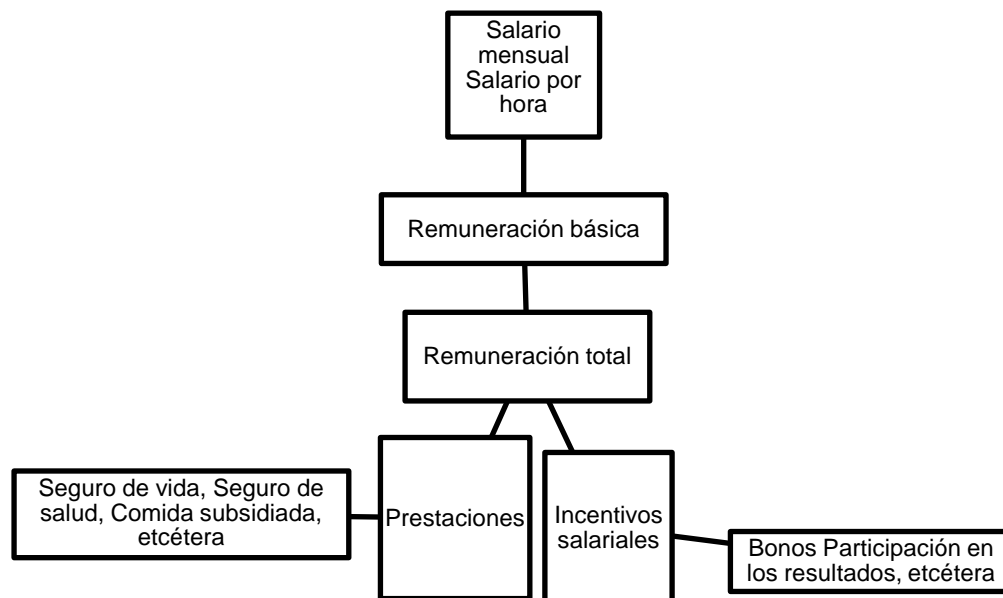 Salario
mensual
Salario por
hora
Remuneración básica
Remuneración total
Seguro de vida, Seguro de
salud, Comida subsidiada,
etcétera
Prestaciones
Incentivos
salariales
Bonos Participación en
los resultados, etcétera